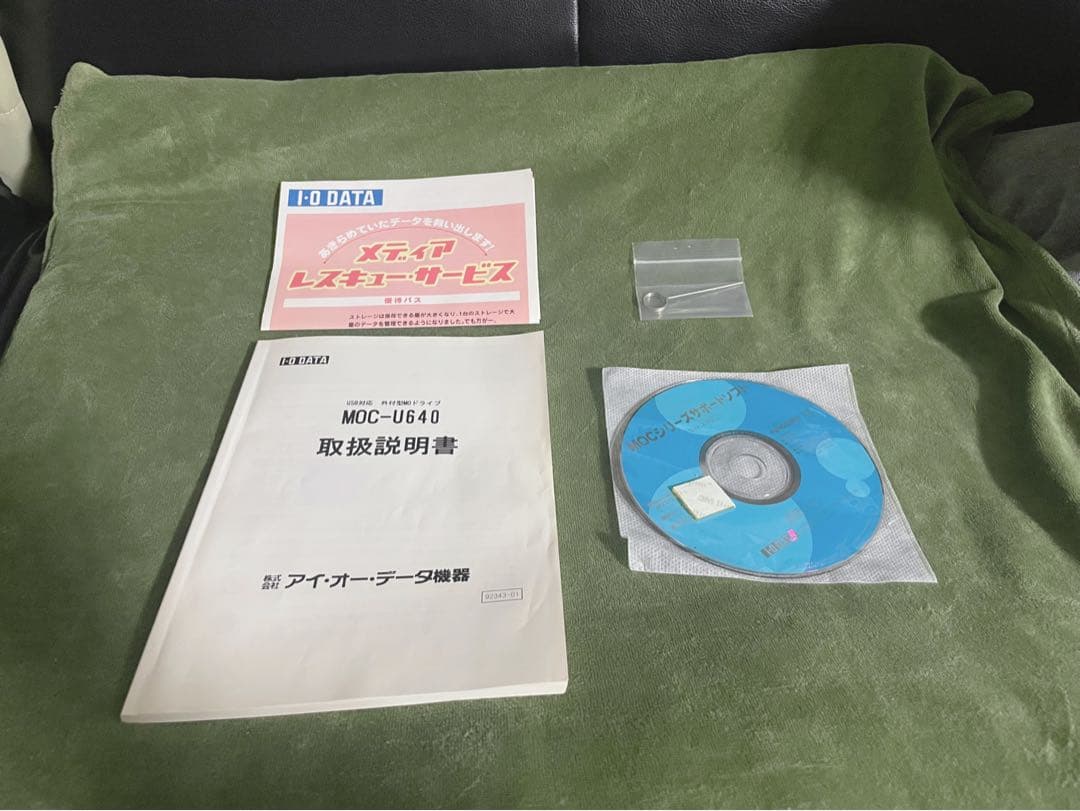 I-O DATA
あきらめていたデータを救い出します!
メディア
レスキュー・サービス
優待パス
ストレージは保存できる量が大きくなり、1台のストレージで大
量のデータを管理できるようになりました。でも万が一、
I-O DATA
USB対応 外付型MOドライブ
MOC-U640
取扱説明書
株式会社 アイ・オー・データ機器
92343-01
MOCシリーズサポートソフト